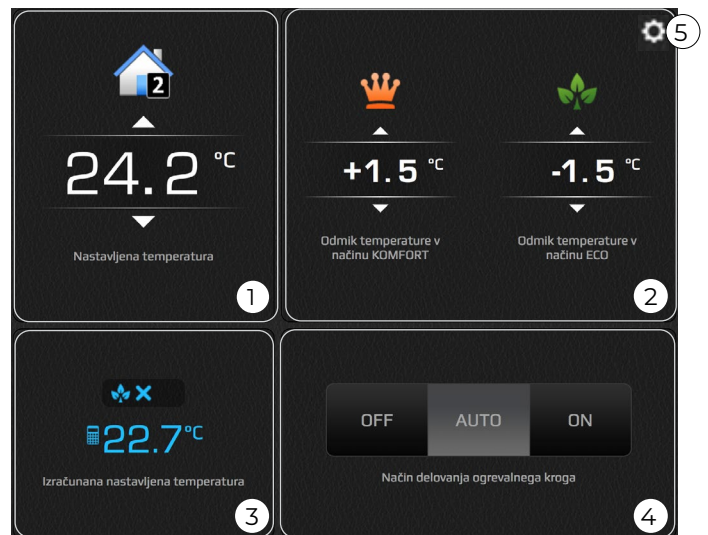 5
2
24.2 °C
Nastavljena temperatura
1
+1.5 °C
-1.5 °C
Odmik temperature v
načinu KOMFORT
Odmik temperature v
načinu ECO
2
22.7°C
Izračunana nastavljena temperatura
3
OFF
AUTO
ON
Način delovanja ogrevalnega kroga
4